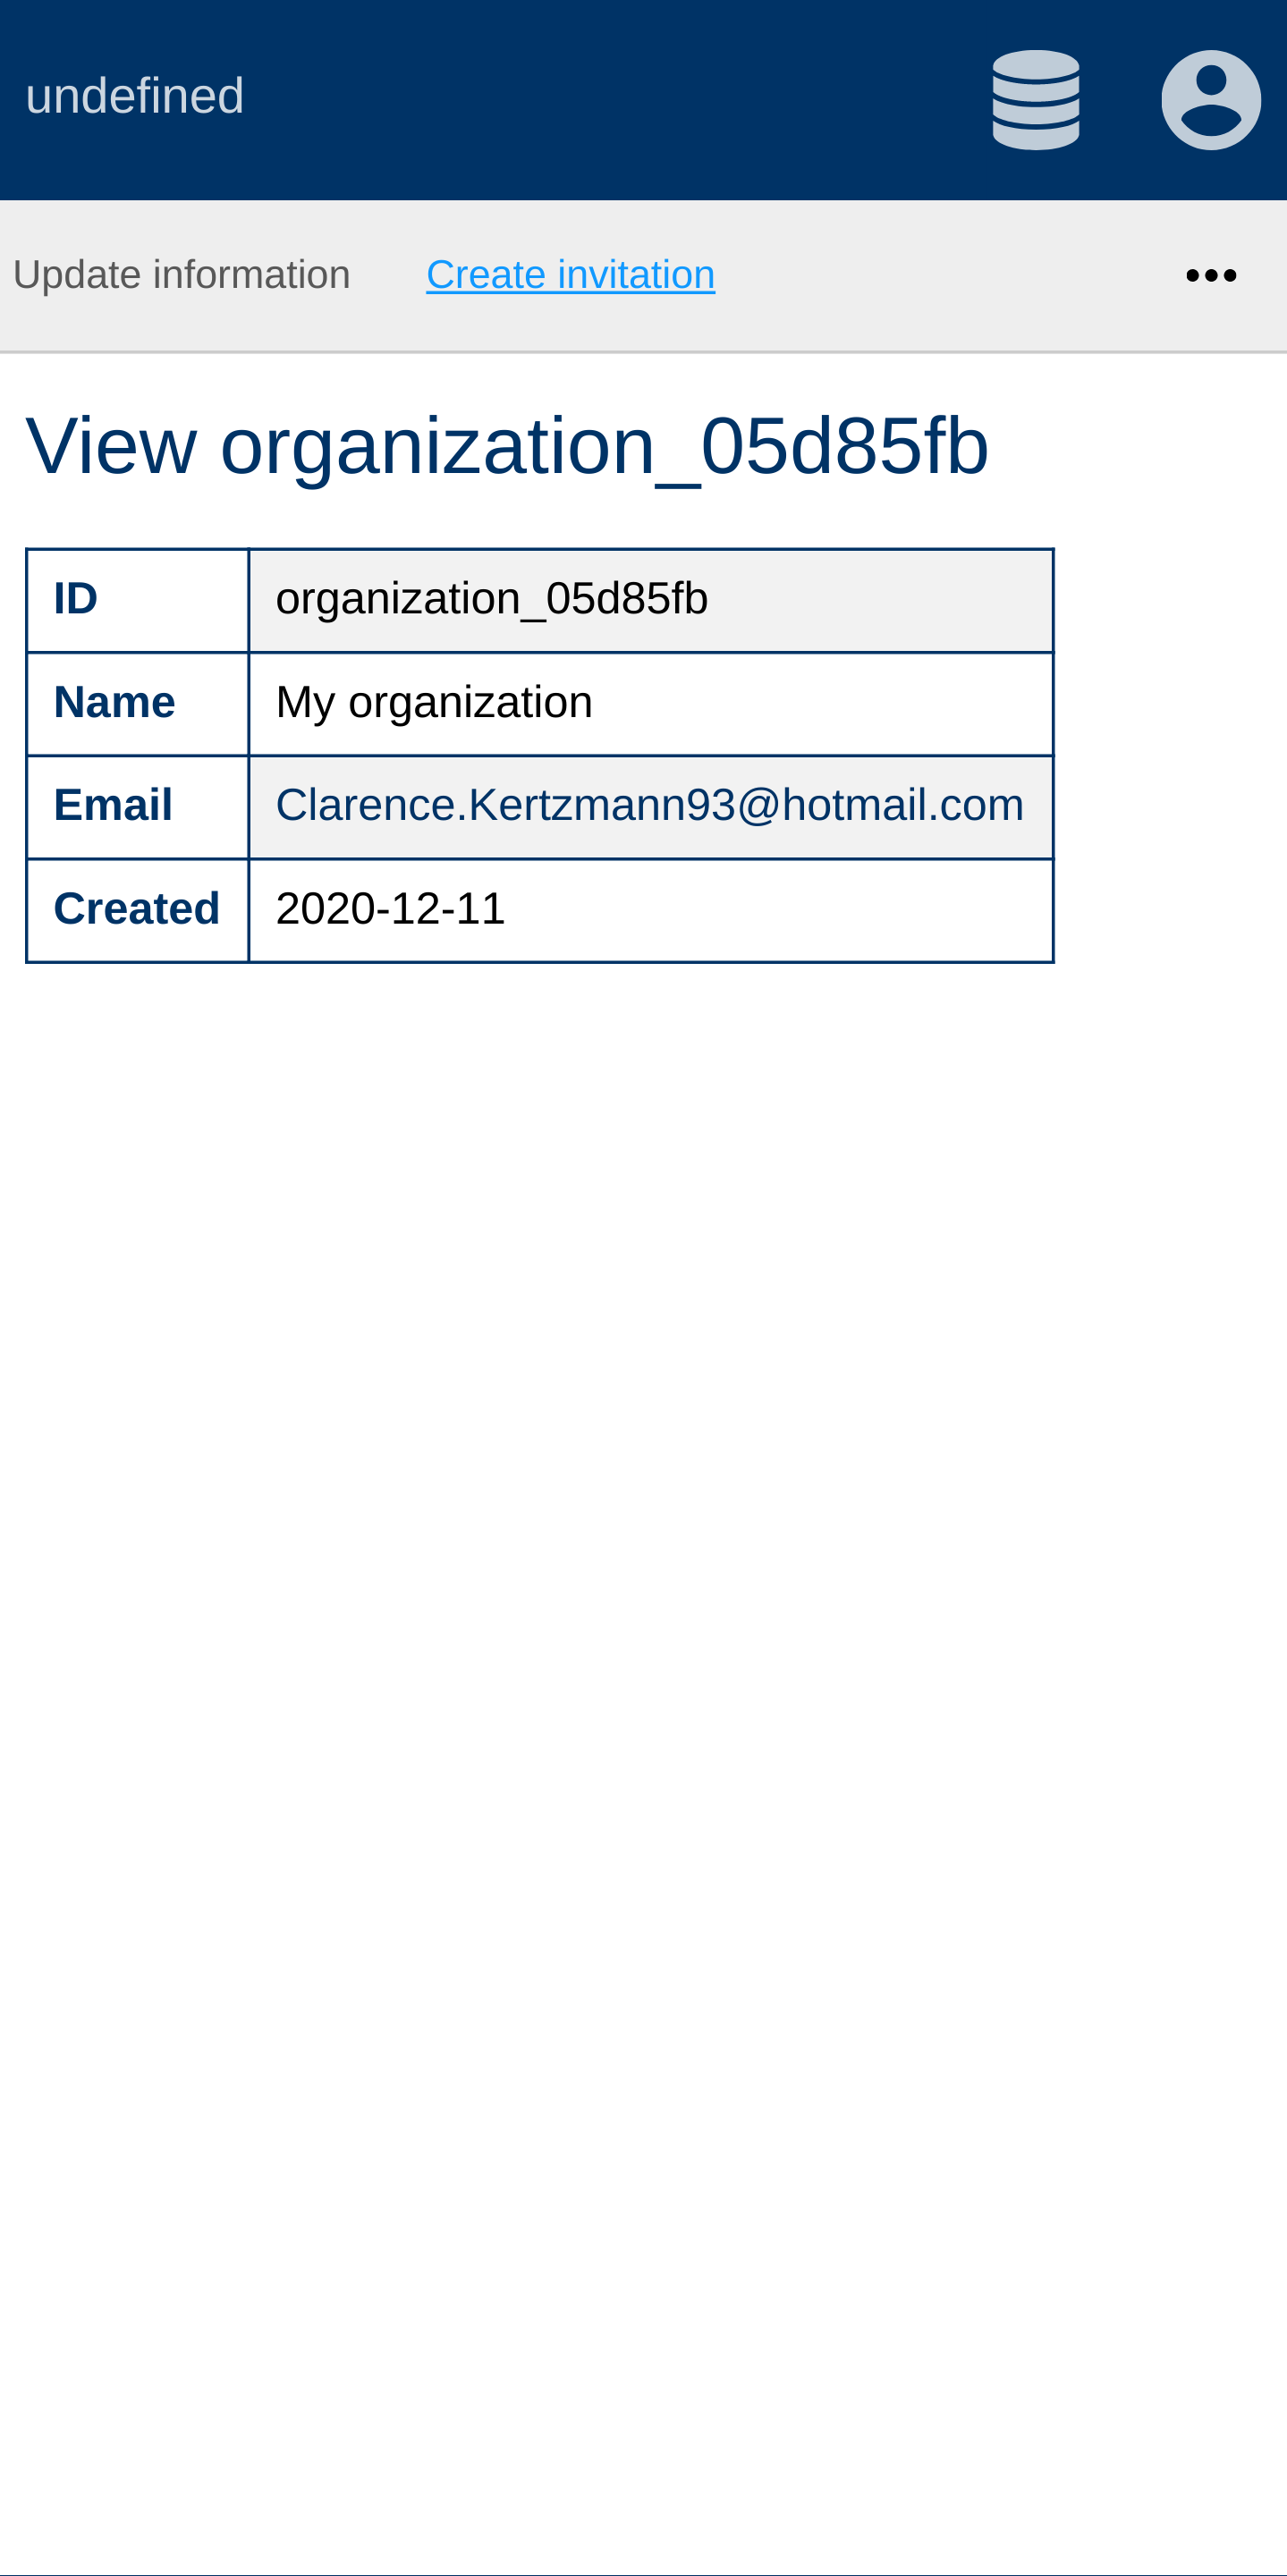 undefined
Update information Create invitation •••
View organization_05d85fb
ID organization_05d85fb
Name My organization
Email Clarence.Kertzmann93@hotmail.com
Created 2020-12-11